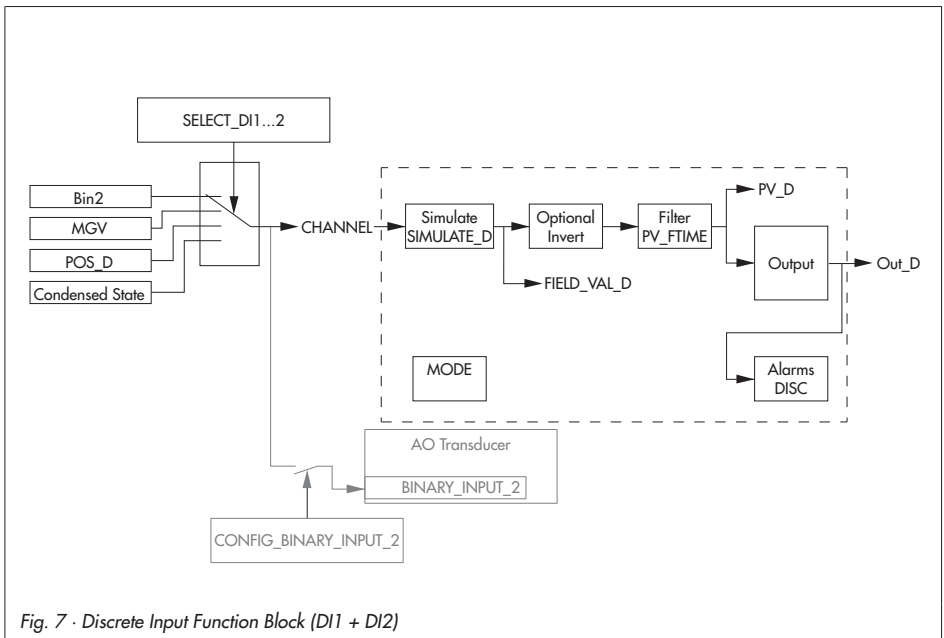 SELECT_DI1...2
Bin2
MGV
POS_D
Condensed State
CHANNEL
Simulate
SIMULATE_D
Optional
Invert
Filter
PV_FTIME
PV_D
Output
Out_D
FIELD_VAL_D
MODE
Alarms
DISC
AO Transducer
BINARY_INPUT_2
CONFIG_BINARY_INPUT_2
Fig. 7 · Discrete Input Function Block (DI1 + DI2)